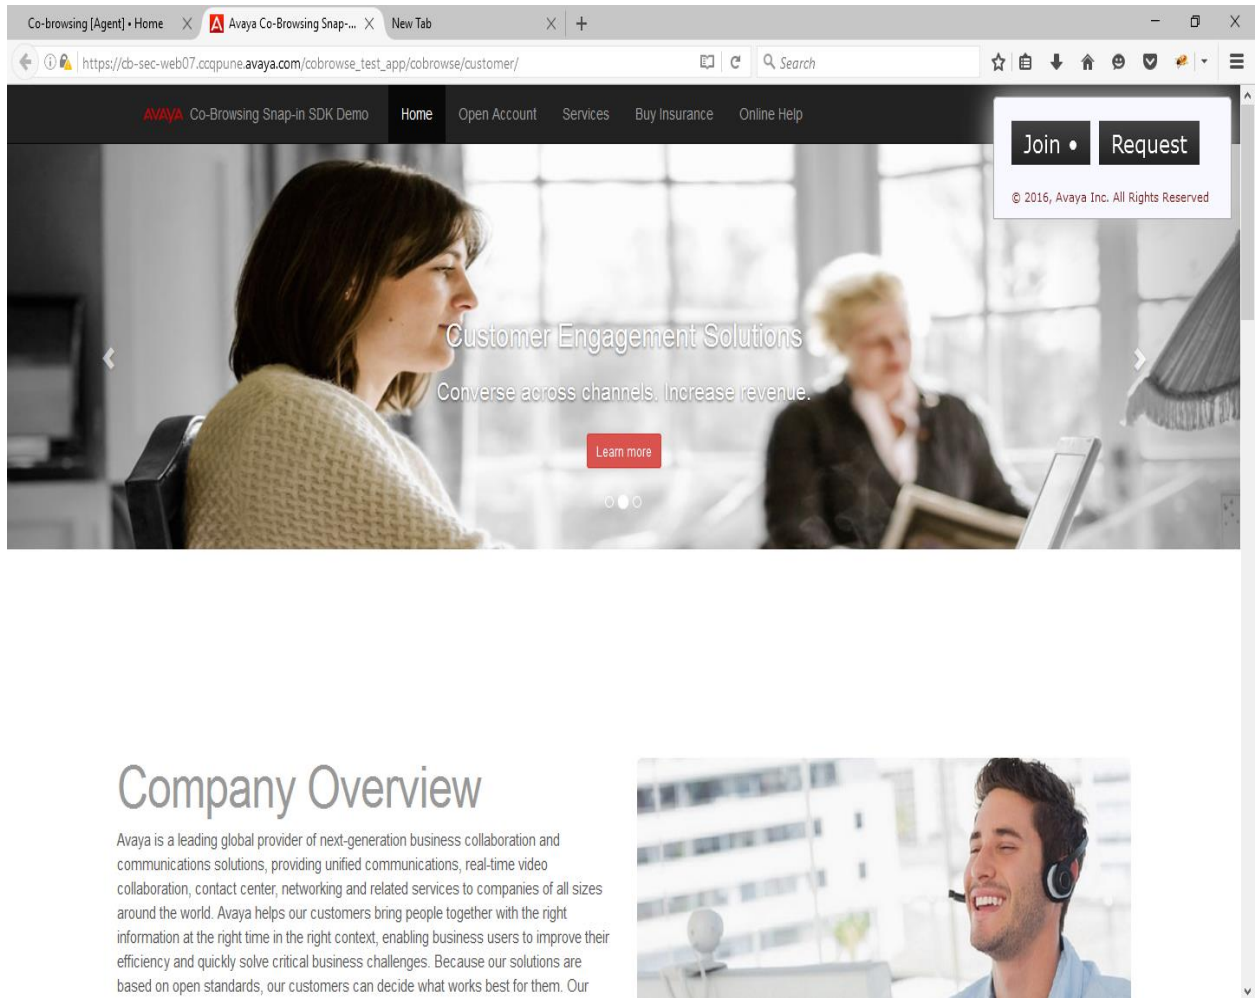 Co-browsing [Agent] • Home
Avaya Co-Browsing Snap-...
New Tab
https://cb-sec-web07.ccqpune.avaya.com/cobrowse_test_app/cobrowse/customer/
Search
AVAYA Co-Browsing Snap-in SDK Demo
Home
Open Account
Services
Buy Insurance
Online Help
Join •
Request
© 2016, Avaya Inc. All Rights Reserved
Customer Engagement Solutions
Converse across channels. Increase revenue.
Learn more
Company Overview
Avaya is a leading global provider of next-generation business collaboration and
communications solutions, providing unified communications, real-time video
collaboration, contact center, networking and related services to companies of all sizes
around the world. Avaya helps our customers bring people together with the right
information at the right time in the right context, enabling business users to improve their
efficiency and quickly solve critical business challenges. Because our solutions are
based on open standards, our customers can decide what works best for them. Our